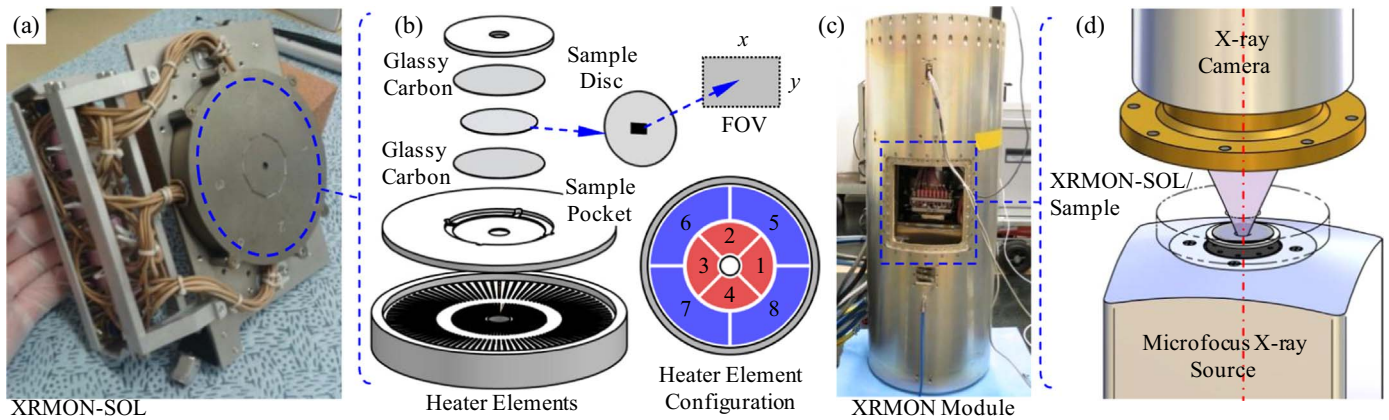 (a)
XRMON-SOL
(b)
Glassy
Carbon
Glassy
Carbon
Sample
Disc
x
y
FOV
Sample
Pocket
Heater Elements
6
5
2
3
1
4
7
8
Heater Element
Configuration
(c)
XRMON Module
XRMON-SOL/
Sample
(d)
X-ray
Camera
Microfocus X-ray
Source